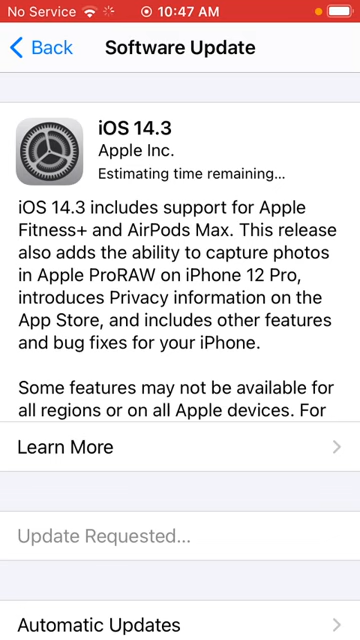 No Service 10:47 AM
Back Software Update
iOS 14.3
Apple Inc.
Estimating time remaining...
iOS 14.3 includes support for Apple
Fitness+ and AirPods Max. This release
also adds the ability to capture photos
in Apple ProRAW on iPhone 12 Pro,
introduces Privacy information on the
App Store, and includes other features
and bug fixes for your iPhone.
Some features may not be available for
all regions or on all Apple devices. For
Learn More
Update Requested...
Automatic Updates